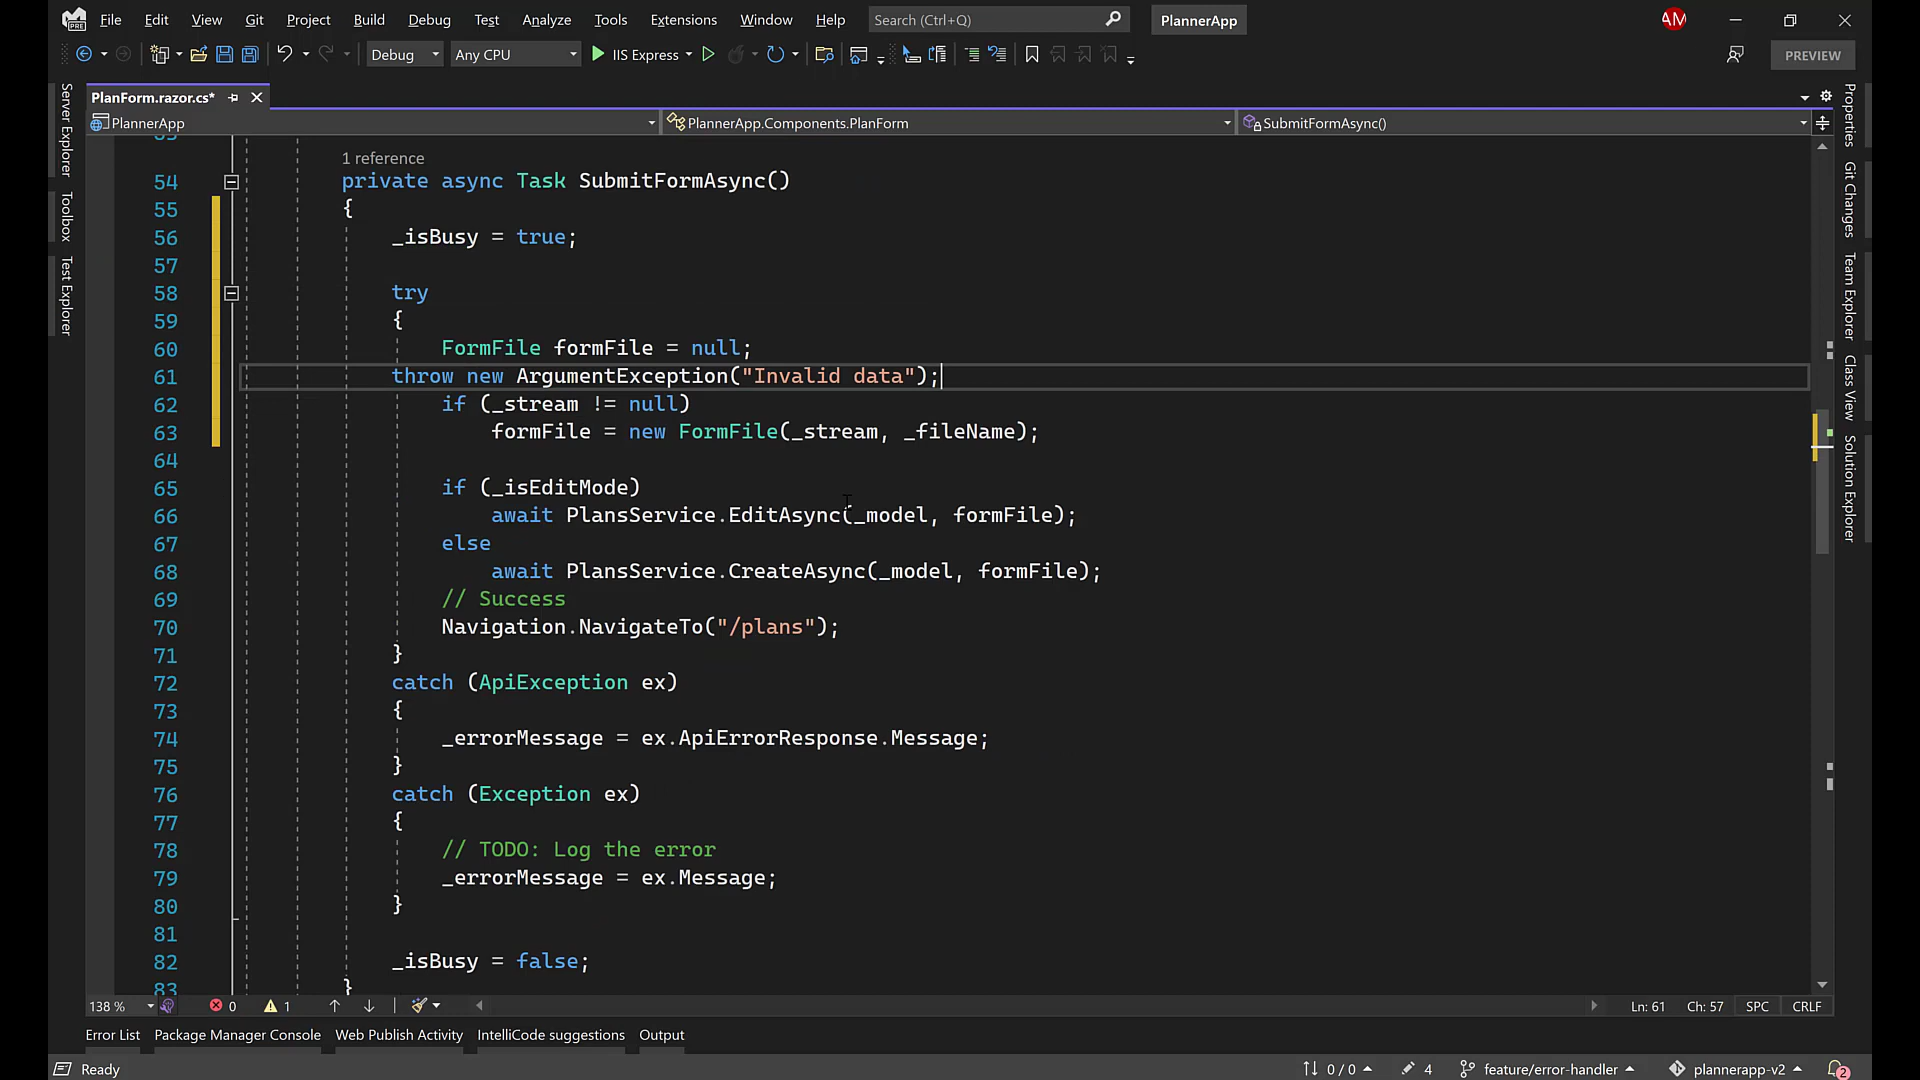 File Edit View Git Project Build Debug Test Analyze Tools Extensions Window Help Search (Ctrl+Q) PlannerApp AM
Debug Any CPU IIS Express PREVIEW
PlanForm.razor.cs*
PlannerApp PlannerApp.Components.PlanForm SubmitFormAsync()
Server Explorer
Toolbox
Test Explorer
1 reference
54 private async Task SubmitFormAsync()
55 {
56 _isBusy = true;
57
58 try
59 {
60 FormFile formFile = null;
61 throw new ArgumentException("Invalid data");
62 if (_stream != null)
63 formFile = new FormFile(_stream, _fileName);
64
65 if (_isEditMode)
66 await PlansService.EditAsync(_model, formFile);
67 else
68 await PlansService.CreateAsync(_model, formFile);
69 // Success
70 Navigation.NavigateTo("/plans");
71 }
72 catch (ApiException ex)
73 {
74 _errorMessage = ex.ApiErrorResponse.Message;
75 }
76 catch (Exception ex)
77 {
78 // TODO: Log the error
79 _errorMessage = ex.Message;
80 }
81
82 _isBusy = false;
83 }
Properties
Git Changes
Team Explorer
Class View
Solution Explorer
138 % 0 1 Ln: 61 Ch: 57 SPC CRLF
Error List Package Manager Console Web Publish Activity IntelliCode suggestions Output
Ready 0 / 0 4 feature/error-handler plannerapp-v2 2